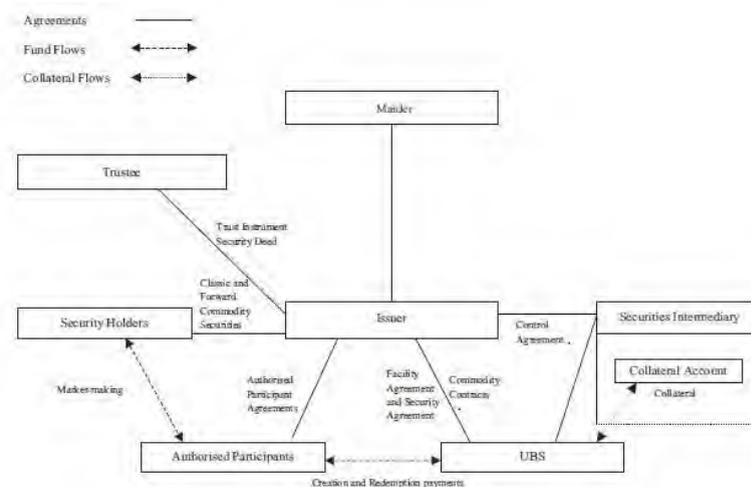 Agreements
Fund Flows
Collateral Flows
Trustee
Trust Instrument
Security Deed
Classic and
Forward
Commodity
Securities
Security Holders
Issuer
Securities Intermediary
Control
Agreement
Collateral Account
Collateral
Market-making
Authorised
Participant
Agreements
Facility
Agreement
and Security
Agreement
Commodity
Contracts
Authorised Participants
UBS
Creation and Redemption payments